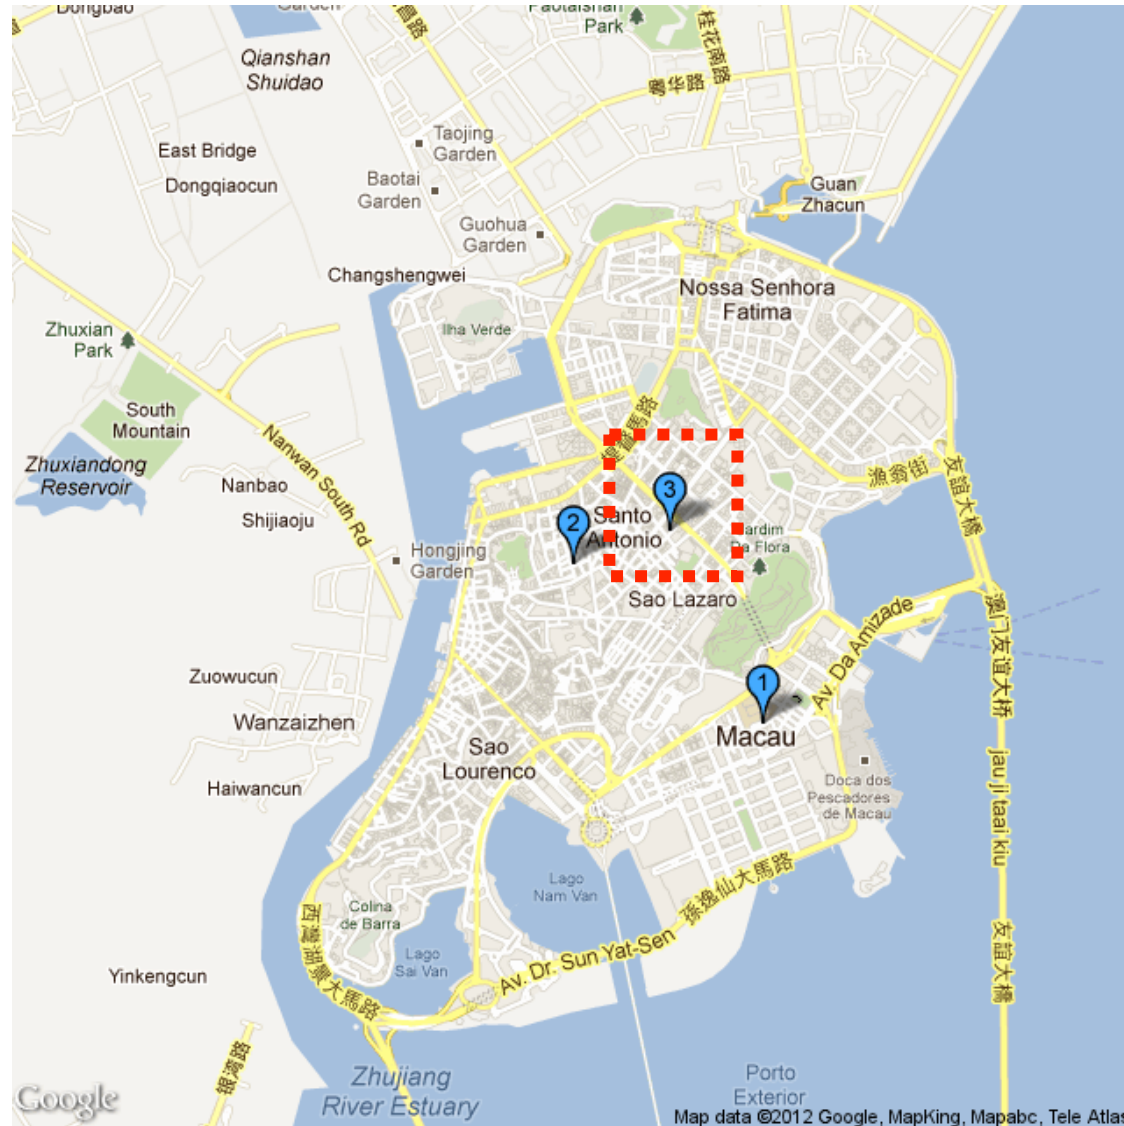 Dongbao
Garden
Paotaishan
Park
Qianshan
Shuidao
桂花南路
粤华路
Taojing
Garden
East Bridge
Dongqiaocun
Baotai
Garden
Guan
Zhacun
Guohua
Garden
Changshengwei
Nossa Senhora
Fatima
Zhuxian
Park
Ilha Verde
South
Mountain
Nanwan South Rd
Zhuxiandong
Reservoir
Nanbao
Shijiaoju
漁翁街
友誼大橋
3
2
Santo
Antonio
Jardim
Da Flora
Hongjing
Garden
Sao Lazaro
澳门友谊大桥
Av. Da Amizade
Zuowucun
Wanzaizhen
1
Macau
Sao
Lourenco
jau ji taai kiu
Haiwancun
Doca dos
Pescadores
de Macau
孫逸仙大馬路
Lago
Nam Van
Colina
de Barra
西灣湖景大馬路
Lago
Sai Van
Av. Dr. Sun Yat-Sen
友誼大橋
Yinkengcun
银湾路
Zhujiang
River Estuary
Porto
Exterior
Google
Map data ©2012 Google, MapKing, Mapabc, Tele Atlas